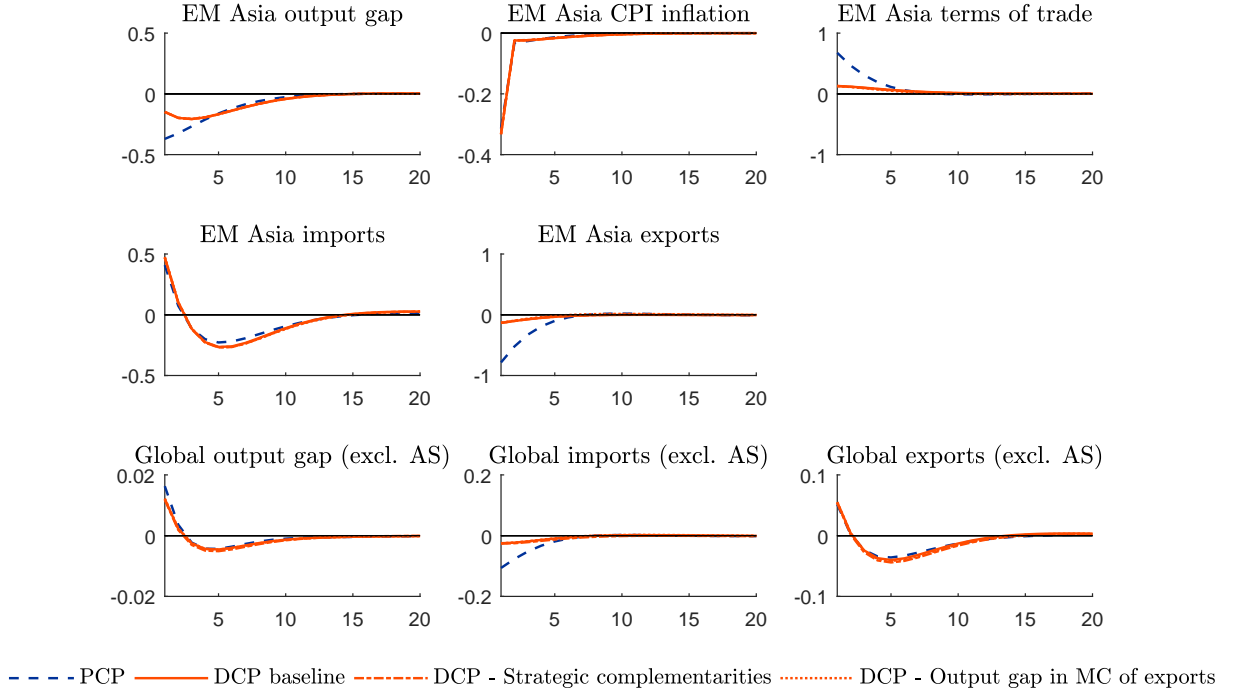 EM Asia output gap
0.5
0
-0.5
5 10 15 20
EM Asia CPI inflation
0
-0.2
-0.4
5 10 15 20
EM Asia terms of trade
1
0
-1
5 10 15 20
EM Asia imports
0.5
0
-0.5
5 10 15 20
EM Asia exports
1
0
-1
5 10 15 20
Global output gap (excl. AS)
0.02
0
-0.02
5 10 15 20
Global imports (excl. AS)
0.2
0
-0.2
5 10 15 20
Global exports (excl. AS)
0.1
0
-0.1
5 10 15 20
PCP DCP baseline DCP - Strategic complementarities DCP - Output gap in MC of exports